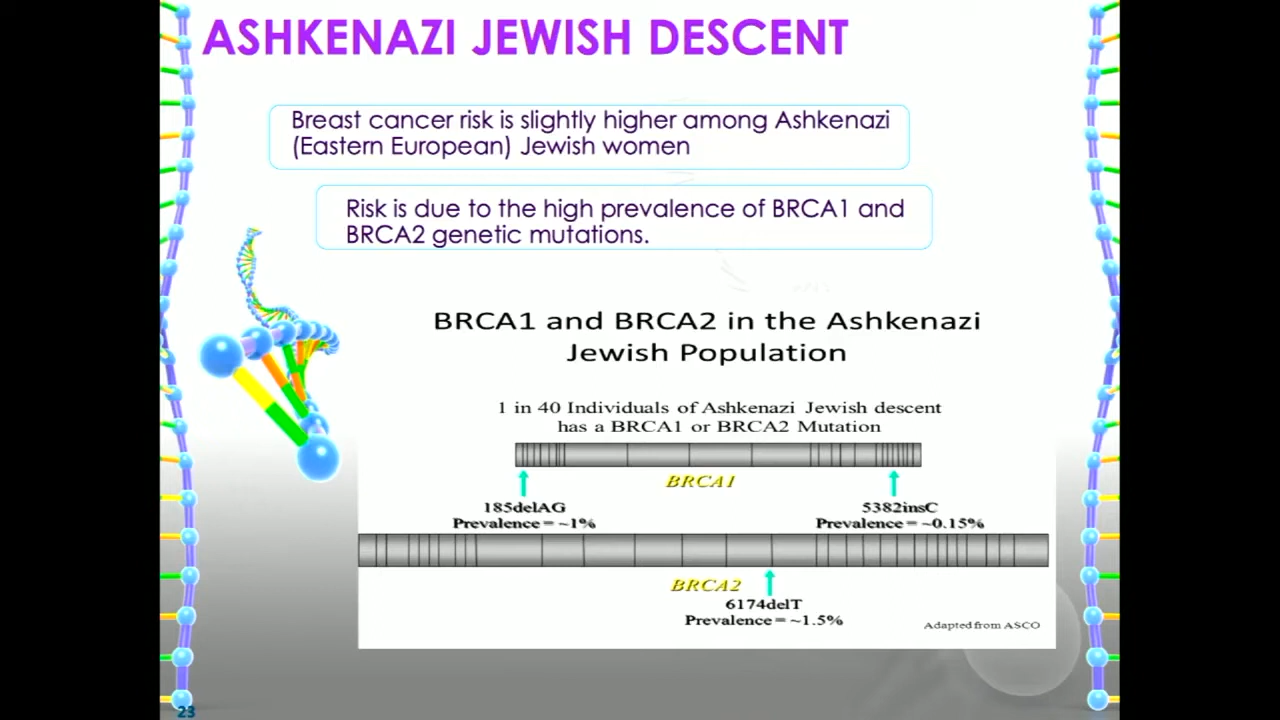 ASHKENAZI JEWISH DESCENT
Breast cancer risk is slightly higher among Ashkenazi
(Eastern European) Jewish women
Risk is due to the high prevalence of BRCA1 and
BRCA2 genetic mutations.
BRCA1 and BRCA2 in the Ashkenazi
Jewish Population
1 in 40 Individuals of Ashkenazi Jewish descent
has a BRCA1 or BRCA2 Mutation
BRCA1
185delAG
Prevalence = ~1%
5382insC
Prevalence = ~0.15%
BRCA2
6174delT
Prevalence = ~1.5%
Adapted from ASCO
23